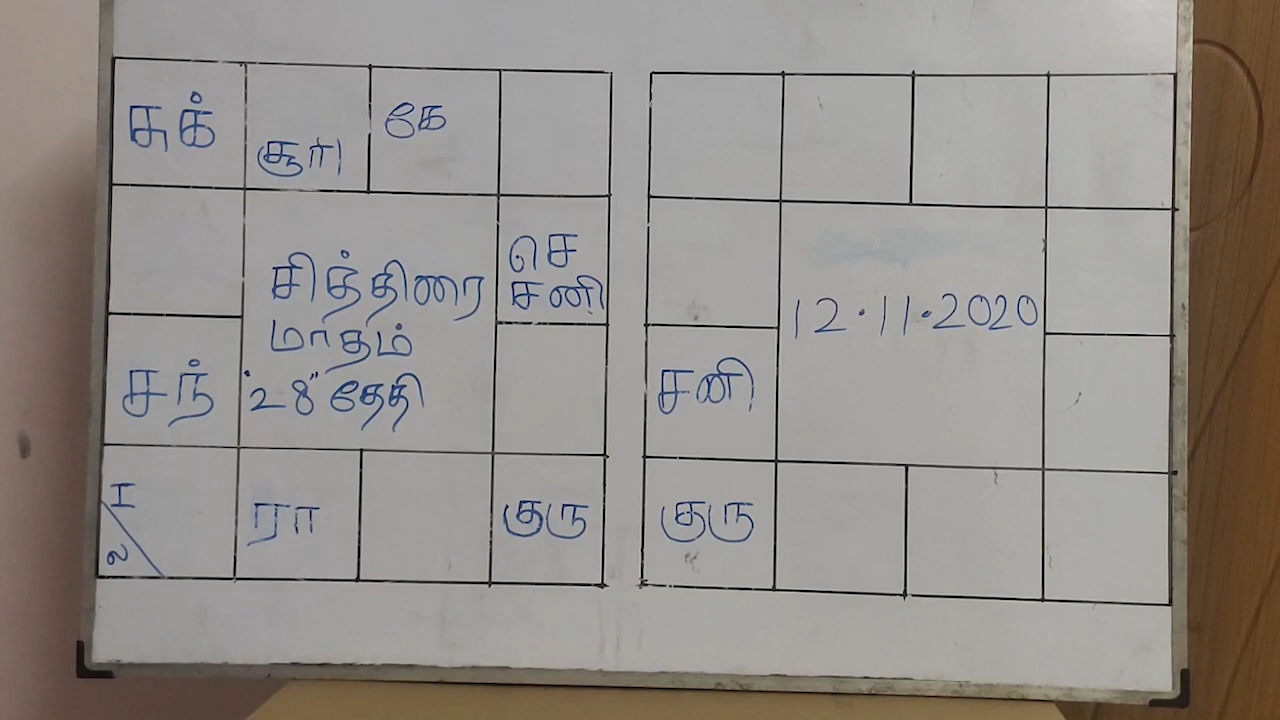 சுக்
சூரி
கே
செ
சனி
சித்திரை
மாதம்
"28" தேதி
சந்
ரா
குரு
12.11.2020
சனி
குரு